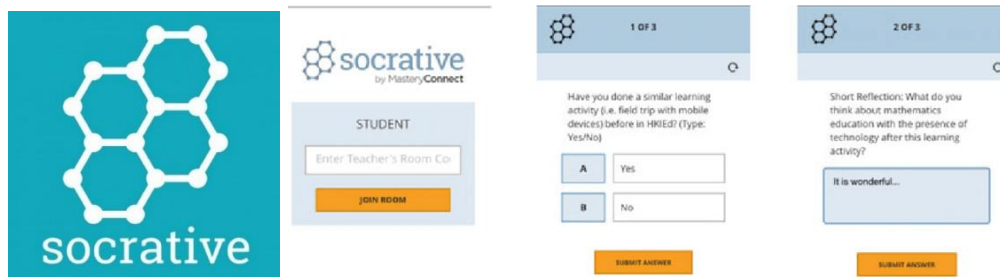 socrative
socrative
by MasteryConnect
STUDENT
Enter Teacher's Room Co
JOIN ROOM
1 OF 3
Have you done a similar learning
activity (i.e. field trip with mobile
devices) before in HKIEd? (Type:
Yes/No)
A Yes
B No
SUBMIT ANSWER
2 OF 3
Short Reflection: What do you
think about mathematics
education with the presence of
technology after this learning
activity?
It is wonderful...
SUBMIT ANSWER